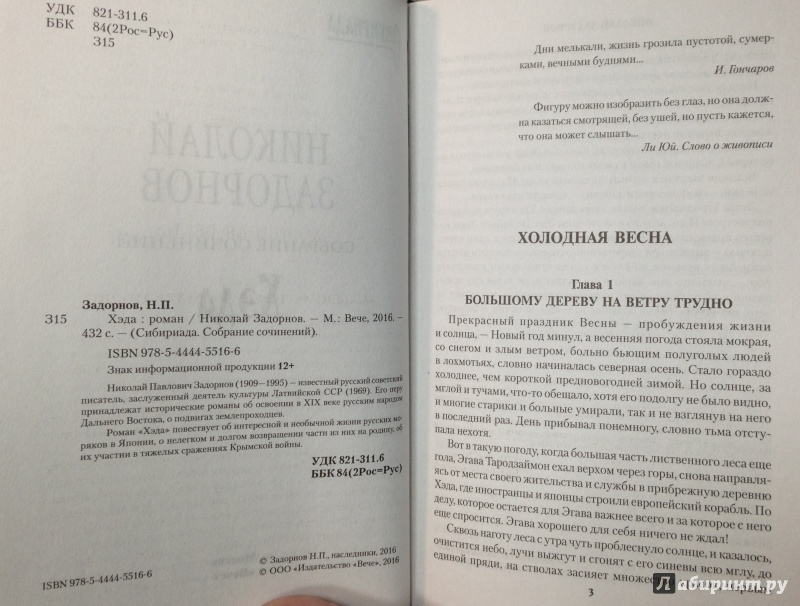 УДК 821-311.6
ББК 84(2Рос=Рус)
З15
НИКОЛАЙ
ЗАДОРНОВ
СОБРАНИЕ СОЧИНЕНИЙ
Хэда
Задорнов, Н.П.
З15 Хэда : роман / Николай Задорнов. — М.: Вече, 2016. –
432 с. — (Сибириада. Собрание сочинений).
ISBN 978-5-4444-5516-6
Знак информационной продукции 12+
Николай Павлович Задорнов (1909—1995) — известный русский советский
писатель, заслуженный деятель культуры Латвийской ССР (1969). Его перу
принадлежат исторические романы об освоении в XIX веке русским народом
Дальнего Востока, о подвигах землепроходцев.
Роман «Хэда» повествует об интересной и необычной жизни русских мо-
ряков в Японии, о нелегком и долгом возвращении части из них на родину, об
их участии в тяжелых сражениях Крымской войны.
УДК 821-311.6
ББК 84(2Рос=Рус)
© Задорнов Н.П., наследники, 2016
ISBN 978-5-4444-5516-6
© ООО «Издательство «Вече», 2016
Дни мелькали, жизнь грозила пустотой, сумер-
ками, вечными буднями...
И. Гончаров
Фигуру можно изобразить без глаз, но она долж-
на казаться смотрящей, без ушей, но пусть кажется,
что она может слышать...
Ли Юй. Слово о живописи
ХОЛОДНАЯ ВЕСНА
Глава 1
БОЛЬШОМУ ДЕРЕВУ НА ВЕТРУ ТРУДНО
Прекрасный праздник Весны — пробуждения жизни
и солнца, — Новый год минул, а весенняя погода стояла мокрая,
со снегом и злым ветром, больно бьющим полуголых людей
в лохмотьях, словно начиналась северная осень. Стало гораздо
холоднее, чем короткой предновогодней зимой. Но солнце, за
мглой и тучами, что-то обещало, хотя его подолгу не было видно,
и многие старики и больные умирали, так и не взглянув на него
в последний раз. День прибывал понемногу, словно тьма отсту-
пала нехотя.
Вот в такую погоду, когда большая часть лиственного леса еще
гола, Эгава Тародзаймон ехал верхом через горы, снова направля-
ясь от места своего жительства и службы в прибрежную деревню
Хэда, где иностранцы и японцы строили европейский корабль. По
делу, которое остается для Эгава важнее всего и за которое с него
еще спросится. Эгава хорошего для себя ничего не ждал!
Сквозь наготу леса с утра чуть проблеснуло солнце, и казалось,
очистится небо, лучи выжгут и сгонят с его синевы всю мглу, до
единой пряди, на стволах засияет множес
3
Лабиринт.ру